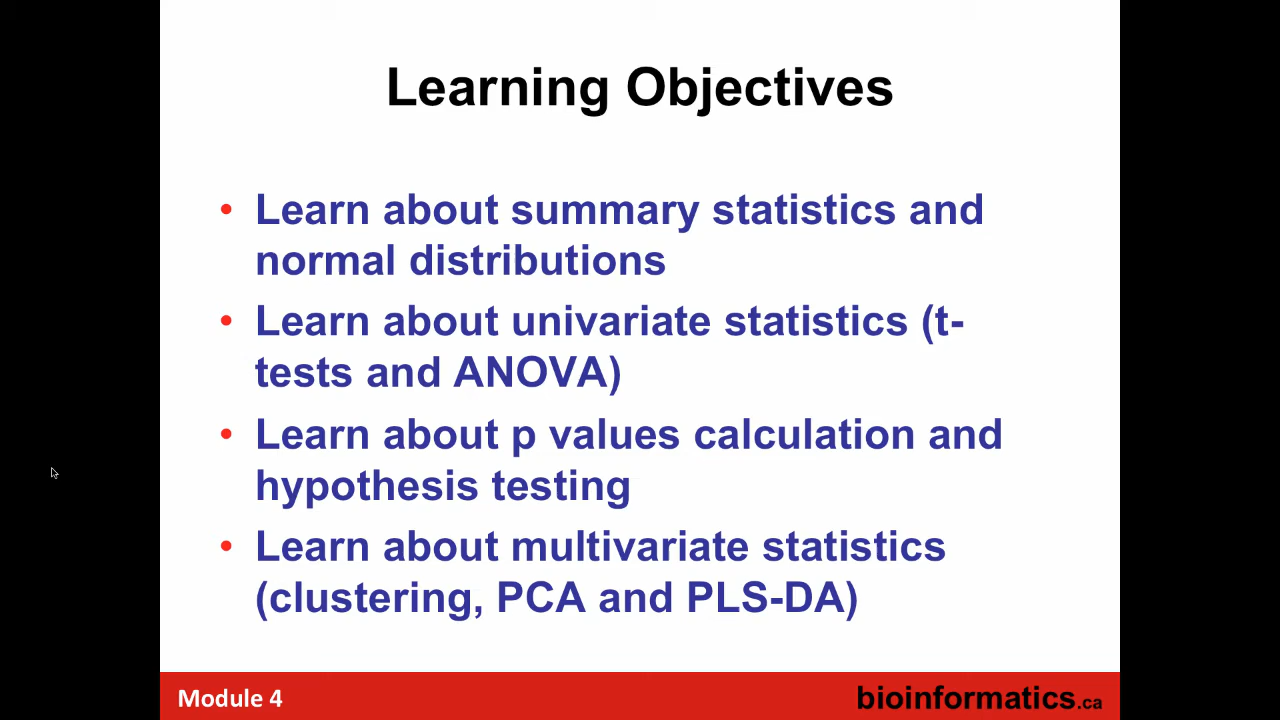 Learning Objectives
• Learn about summary statistics and
normal distributions
• Learn about univariate statistics (t-
tests and ANOVA)
• Learn about p values calculation and
hypothesis testing
• Learn about multivariate statistics
(clustering, PCA and PLS-DA)
Module 4
bioinformatics.ca